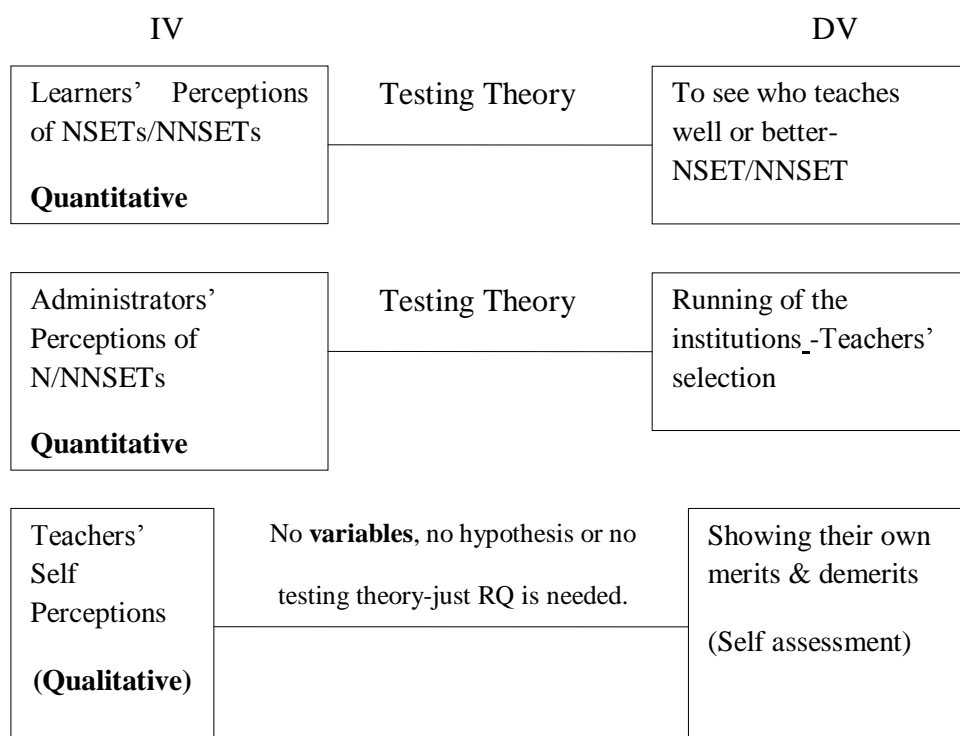 IV
DV
Learners’ Perceptions
of NSETs/NNSETs
Quantitative
Testing Theory
To see who teaches
well or better-
NSET/NNSET
Administrators’
Perceptions of
N/NNSETs
Quantitative
Testing Theory
Running of the
institutions -Teachers’
selection
Teachers’
Self
Perceptions
(Qualitative)
No variables, no hypothesis or no
testing theory-just RQ is needed.
Showing their own
merits & demerits
(Self assessment)